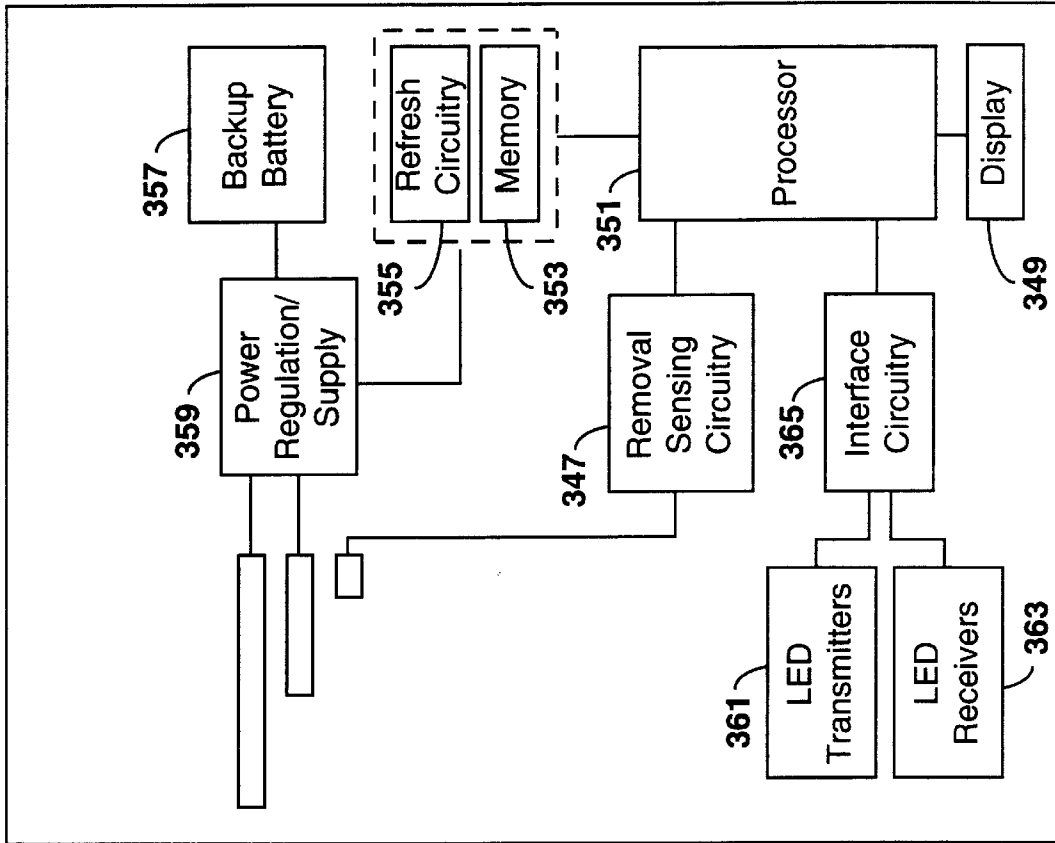 357
Backup
Battery
359
Power
Regulation/
Supply
355
Refresh
Circuitry
353
Memory
351
Processor
347
Removal
Sensing
Circuitry
365
Interface
Circuitry
349
Display
361
LED
Transmitters
363
LED
Receivers